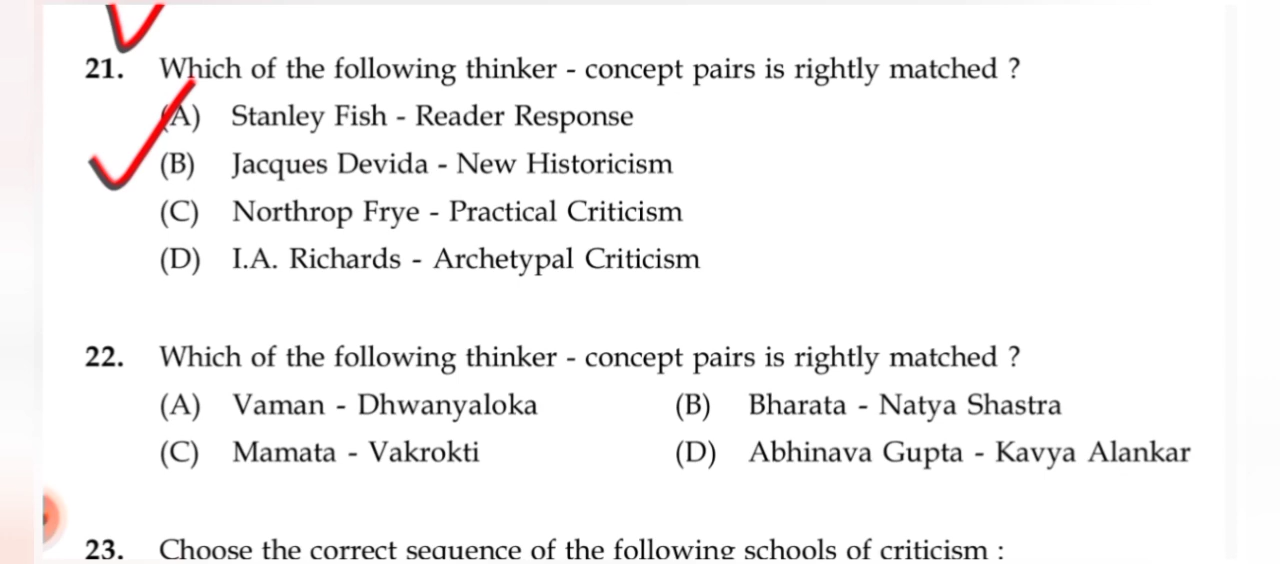 21. Which of the following thinker - concept pairs is rightly matched ?
(A) Stanley Fish - Reader Response
(B) Jacques Devida - New Historicism
(C) Northrop Frye - Practical Criticism
(D) I.A. Richards - Archetypal Criticism
22. Which of the following thinker - concept pairs is rightly matched ?
(A) Vaman - Dhwanyaloka (B) Bharata - Natya Shastra
(C) Mamata - Vakrokti (D) Abhinava Gupta - Kavya Alankar
23. Choose the correct sequence of the following schools of criticism :